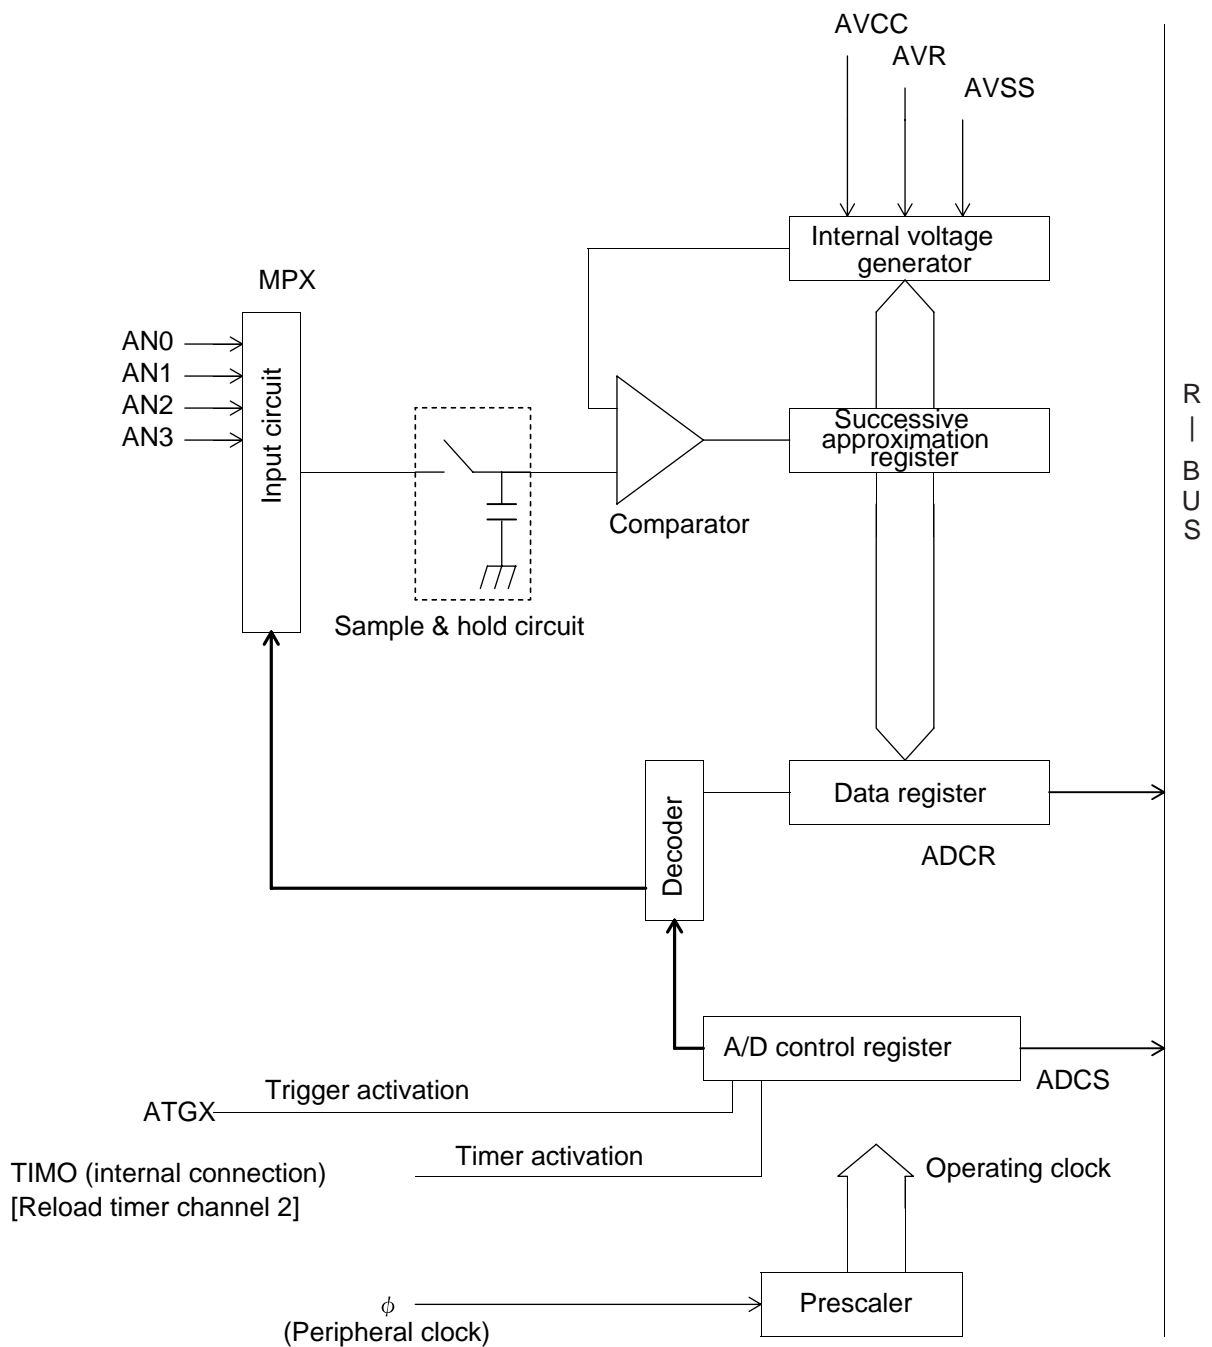 AVCC
AVR
AVSS
Internal voltage
generator
MPX
AN0
AN1
AN2
AN3
Input circuit
Successive
approximation
register
Comparator
Sample & hold circuit
R
|
B
U
S
Data register
ADCR
Decoder
A/D control register
ADCS
Trigger activation
ATGX
Timer activation
TIMO (internal connection)
[Reload timer channel 2]
Operating clock
Prescaler
ϕ
(Peripheral clock)